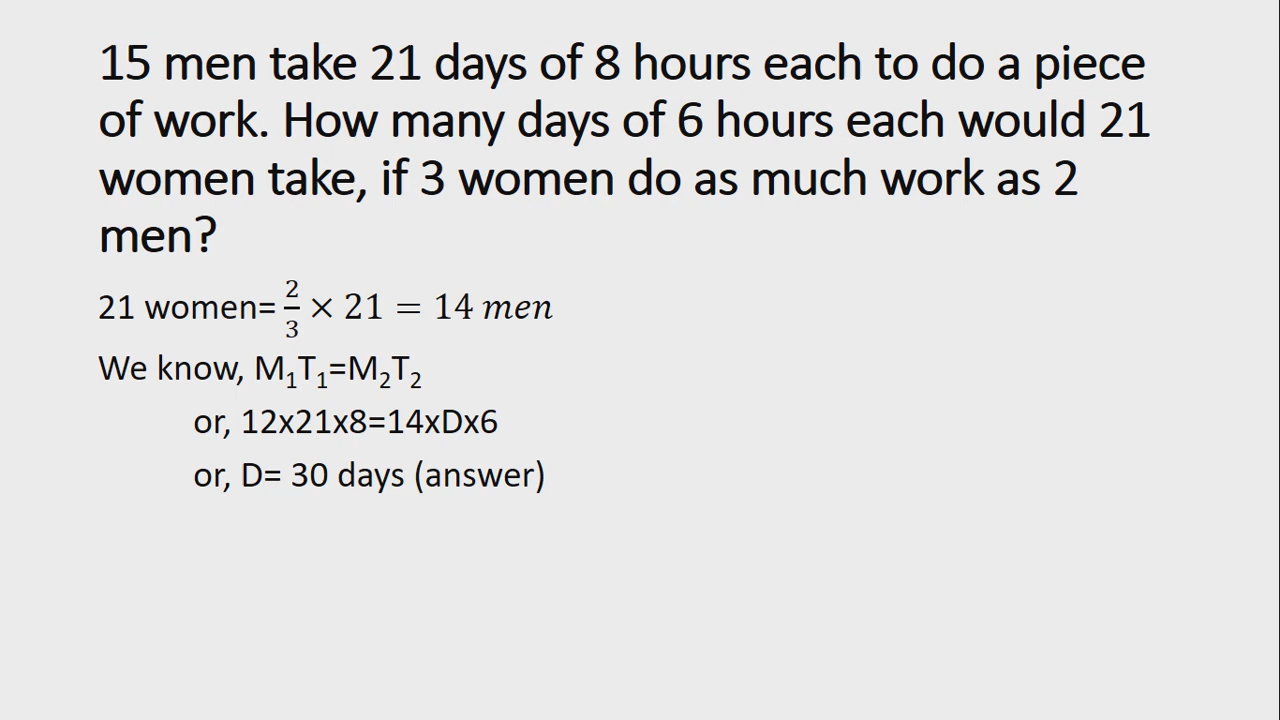 15 men take 21 days of 8 hours each to do a piece
of work. How many days of 6 hours each would 21
women take, if 3 women do as much work as 2
men?
21 women= 2/3 × 21 = 14 men
We know, M₁T₁=M₂T₂
or, 12x21x8=14xDx6
or, D= 30 days (answer)